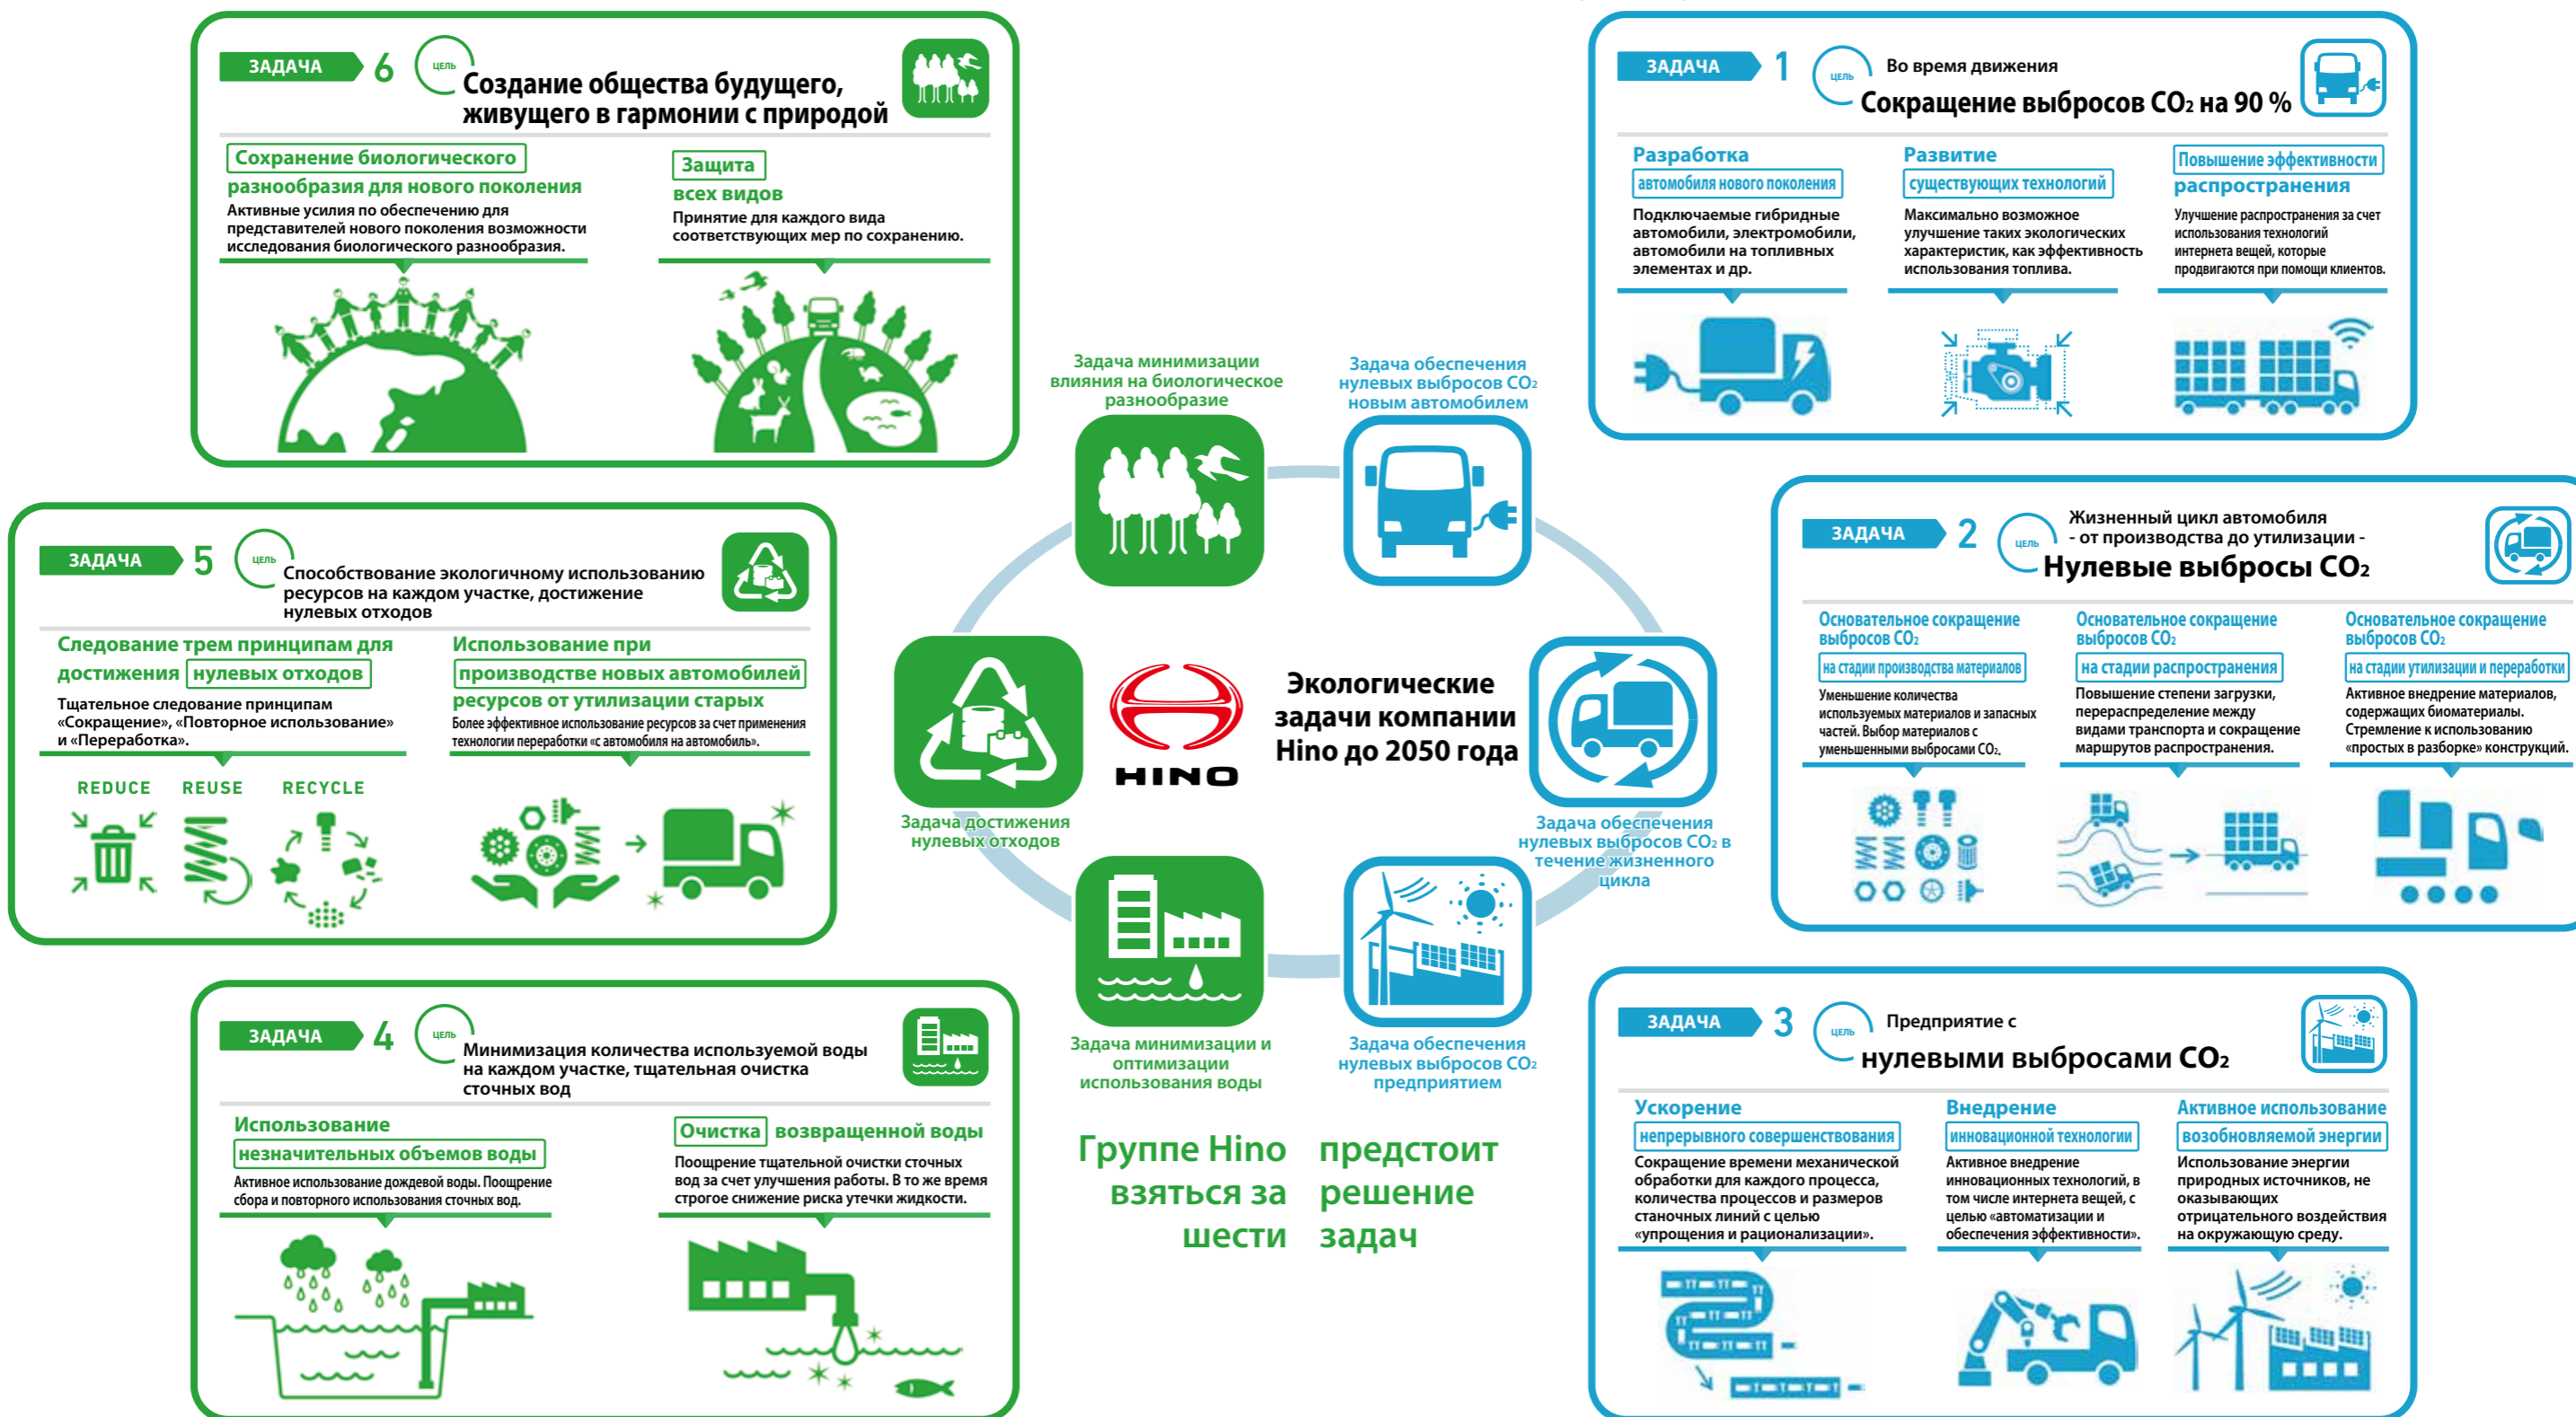 ЗАДАЧА 6
ЦЕЛЬ
Создание общества будущего,
живущего в гармонии с природой
Сохранение биологического
разнообразия для нового поколения
Активные усилия по обеспечению для
представителей нового поколения возможности
исследования биологического разнообразия.
Защита
всех видов
Принятие для каждого вида
соответствующих мер по сохранению.
ЗАДАЧА 1
ЦЕЛЬ
Во время движения
Сокращение выбросов CO₂ на 90 %
Разработка
автомобиля нового поколения
Подключаемые гибридные
автомобили, электромобили,
автомобили на топливных
элементах и др.
Развитие
существующих технологий
Максимально возможное
улучшение таких экологических
характеристик, как эффективность
использования топлива.
Повышение эффективности
распространения
Улучшение распространения за счет
использования технологий
интернета вещей, которые
продвигаются при помощи клиентов.
Задача минимизации
влияния на биологическое
разнообразие
Задача обеспечения
нулевых выбросов CO₂
новым автомобилем
ЗАДАЧА 5
ЦЕЛЬ
Способствование экологичному использованию
ресурсов на каждом участке, достижение
нулевых отходов
Следование трем принципам для
достижения нулевых отходов
Тщательное следование принципам
«Сокращение», «Повторное использование»
и «Переработка».
REDUCE REUSE RECYCLE
Использование при
производстве новых автомобилей
ресурсов от утилизации старых
Более эффективное использование ресурсов за счет применения
технологии переработки «с автомобиля на автомобиль».
HINO
Экологические
задачи компании
Hino до 2050 года
Задача достижения
нулевых отходов
Задача обеспечения
нулевых выбросов CO₂ в
течение жизненного
цикла
ЗАДАЧА 2
ЦЕЛЬ
Жизненный цикл автомобиля
- от производства до утилизации -
Нулевые выбросы CO₂
Основательное сокращение
выбросов CO₂
на стадии производства материалов
Уменьшение количества
используемых материалов и запасных
частей. Выбор материалов с
уменьшенными выбросами CO₂.
Основательное сокращение
выбросов CO₂
на стадии распространения
Повышение степени загрузки,
перераспределение между
видами транспорта и сокращение
маршрутов распространения.
Основательное сокращение
выбросов CO₂
на стадии утилизации и переработки
Активное внедрение материалов,
содержащих биоматериалы.
Стремление к использованию
«простых в разборке» конструкций.
ЗАДАЧА 4
ЦЕЛЬ
Минимизация количества используемой воды
на каждом участке, тщательная очистка
сточных вод
Использование
незначительных объемов воды
Активное использование дождевой воды. Поощрение
сбора и повторного использования сточных вод.
Очистка возвращенной воды
Поощрение тщательной очистки сточных
вод за счет улучшения работы. В то же время
строгое снижение риска утечки жидкости.
Задача минимизации и
оптимизации
использования воды
Задача обеспечения
нулевых выбросов CO₂
предприятием
Группе Hino предстоит
взяться за решение
шести задач
ЗАДАЧА 3
ЦЕЛЬ
Предприятие с
нулевыми выбросами CO₂
Ускорение
непрерывного совершенствования
Сокращение времени механической
обработки для каждого процесса,
количества процессов и размеров
станочных линий с целью
«упрощения и рационализации».
Внедрение
инновационной технологии
Активное внедрение
инновационных технологий, в
том числе интернета вещей, с
целью «автоматизации и
обеспечения эффективности».
Активное использование
возобновляемой энергии
Использование энергии
природных источников, не
оказывающих
отрицательного воздействия
на окружающую среду.